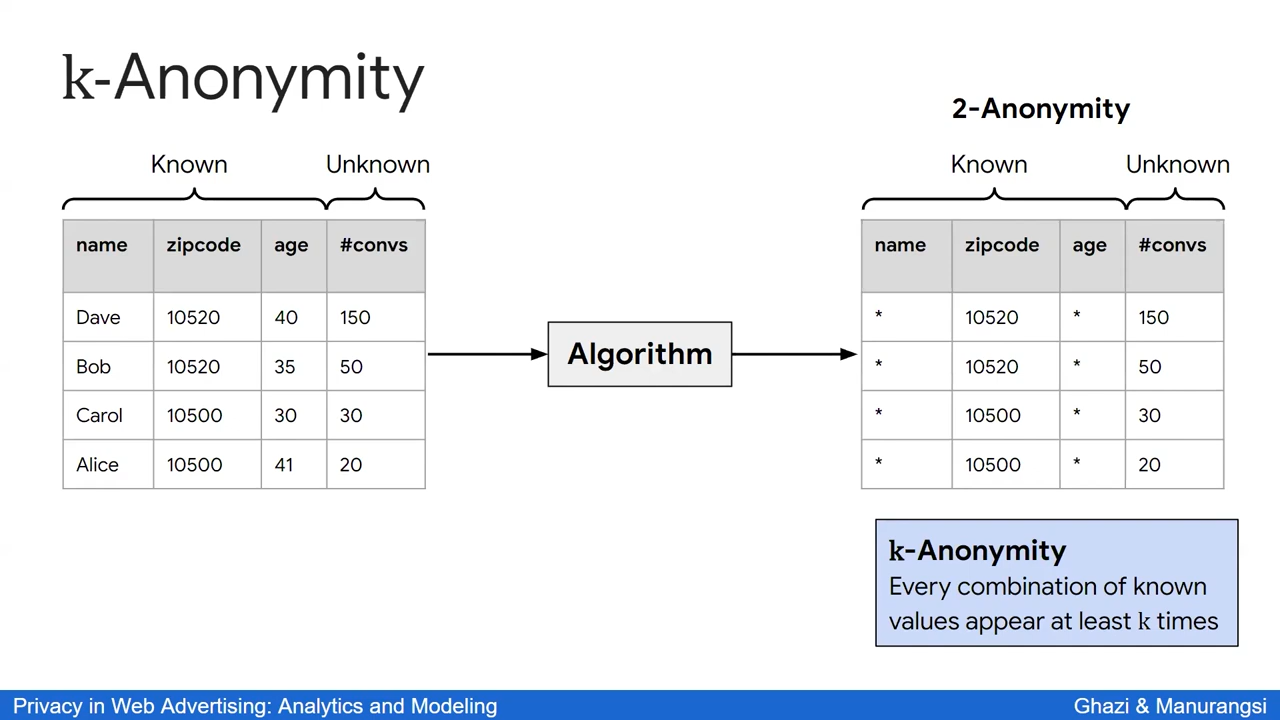 k-Anonymity
2-Anonymity
Known Unknown
name zipcode age #convs
Dave 10520 40 150
Bob 10520 35 50
Carol 10500 30 30
Alice 10500 41 20
Algorithm
Known Unknown
name zipcode age #convs
* 10520 * 150
* 10520 * 50
* 10500 * 30
* 10500 * 20
k-Anonymity
Every combination of known
values appear at least k times
Privacy in Web Advertising: Analytics and Modeling
Ghazi & Manurangsi